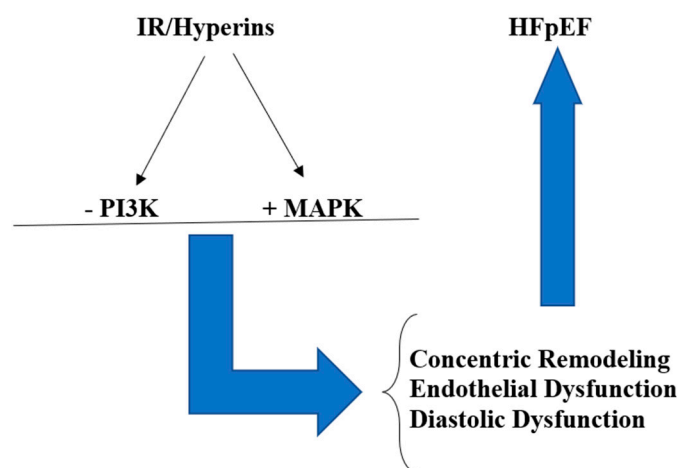 IR/Hyperins
HFpEF
- PI3K
+ MAPK
Concentric Remodeling
Endothelial Dysfunction
Diastolic Dysfunction